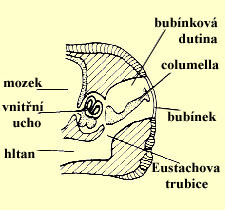 bubínková
dutina
columella
mozek
vnitřní
ucho
bubínek
hltan
Eustachova
trubice